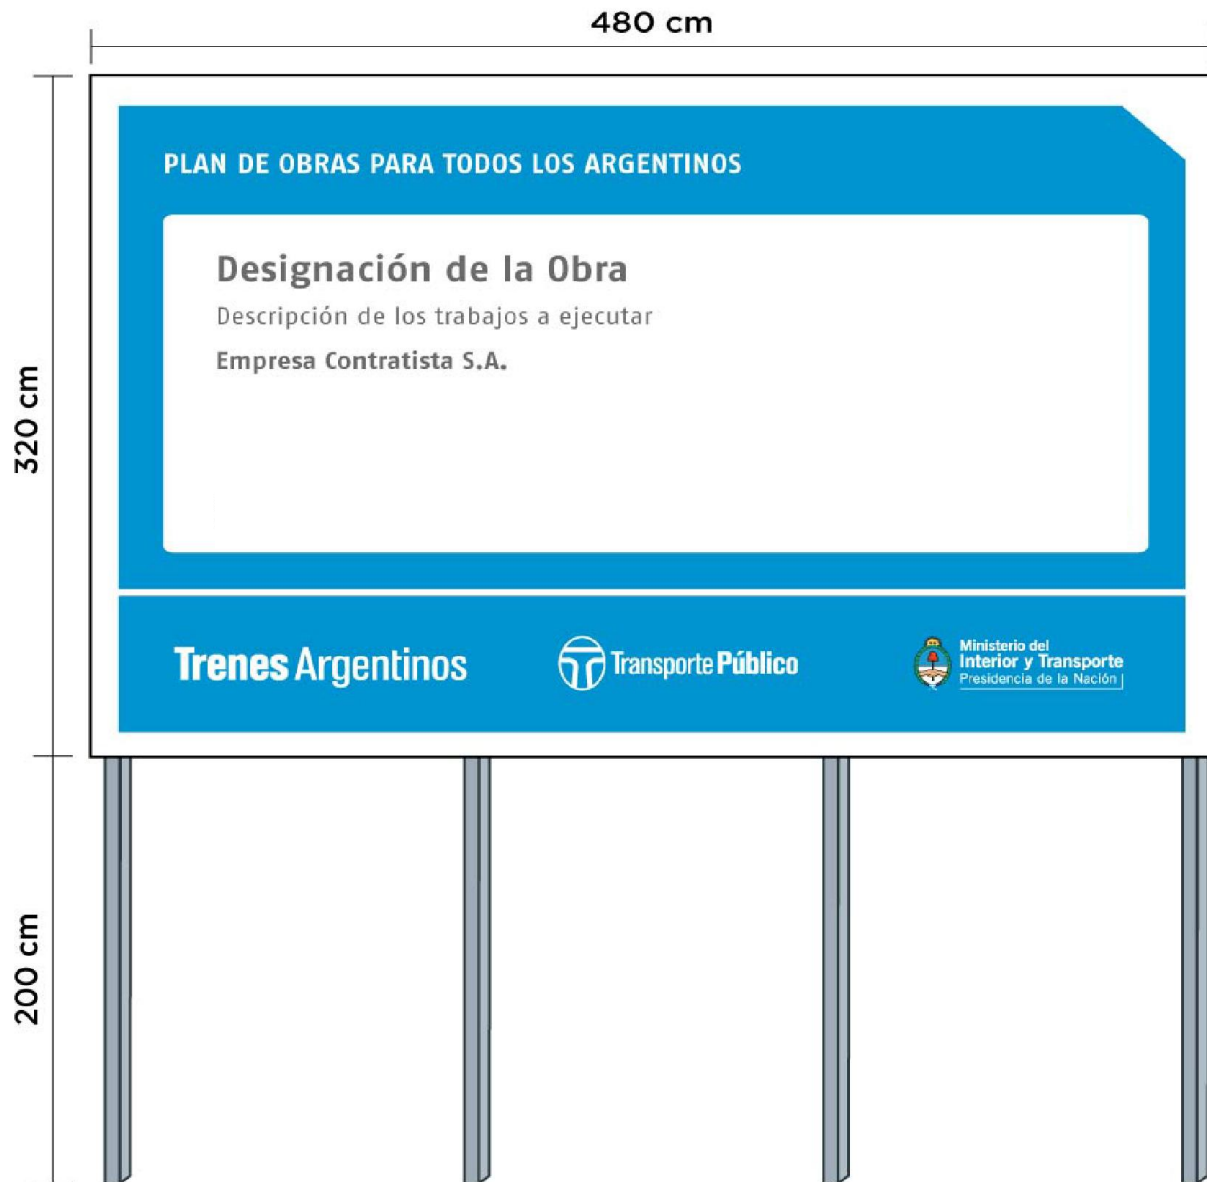 480 cm
PLAN DE OBRAS PARA TODOS LOS ARGENTINOS
Designación de la Obra
Descripción de los trabajos a ejecutar
Empresa Contratista S.A.
320 cm
Trenes Argentinos
Transporte Público
Ministerio del
Interior y Transporte
Presidencia de la Nación
200 cm